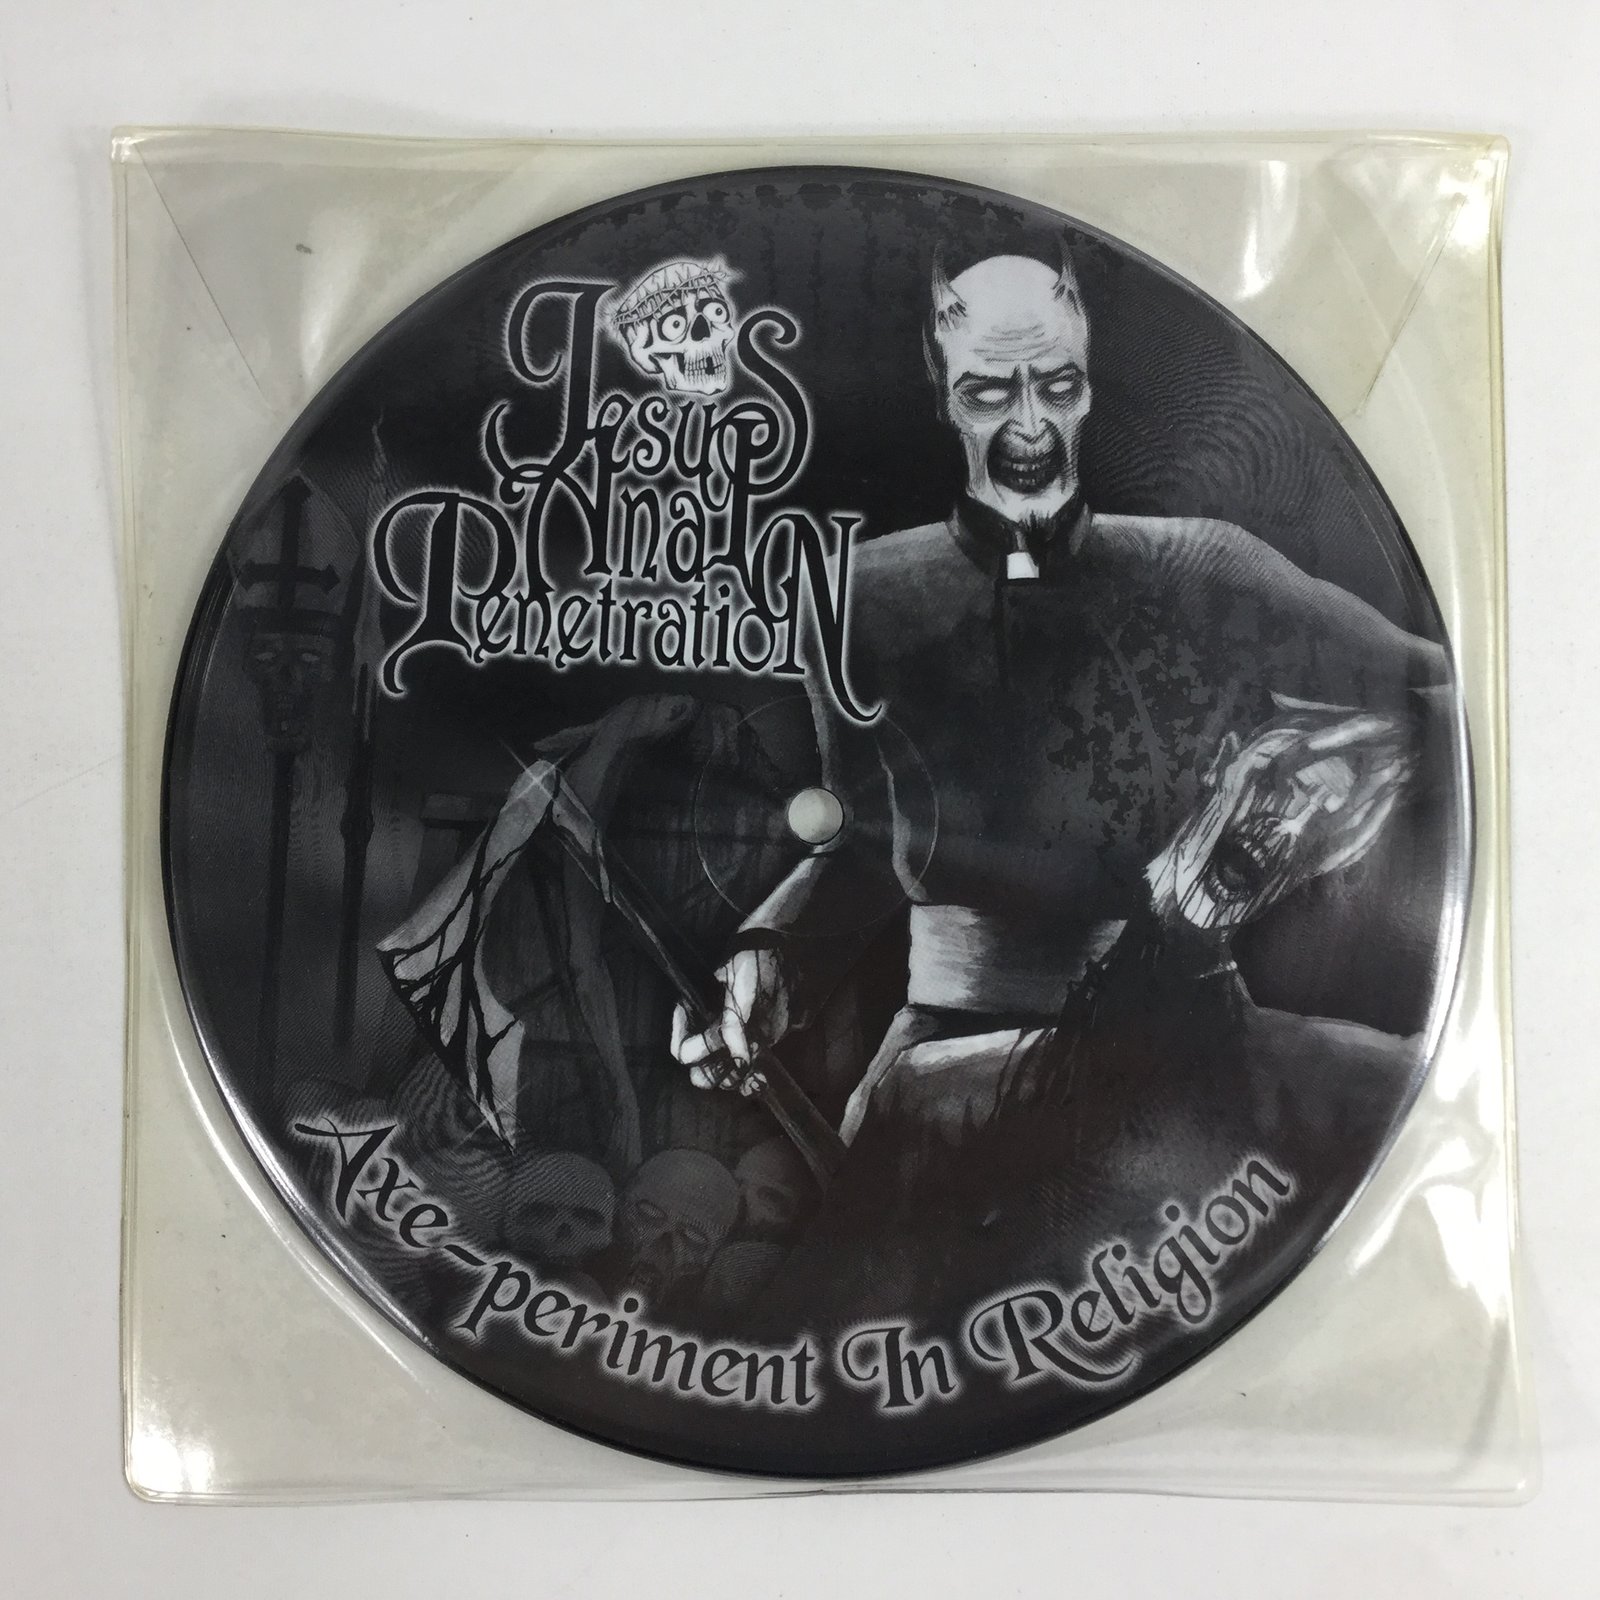 Jesus
Anal
Penetration
Axe-periment In Religion